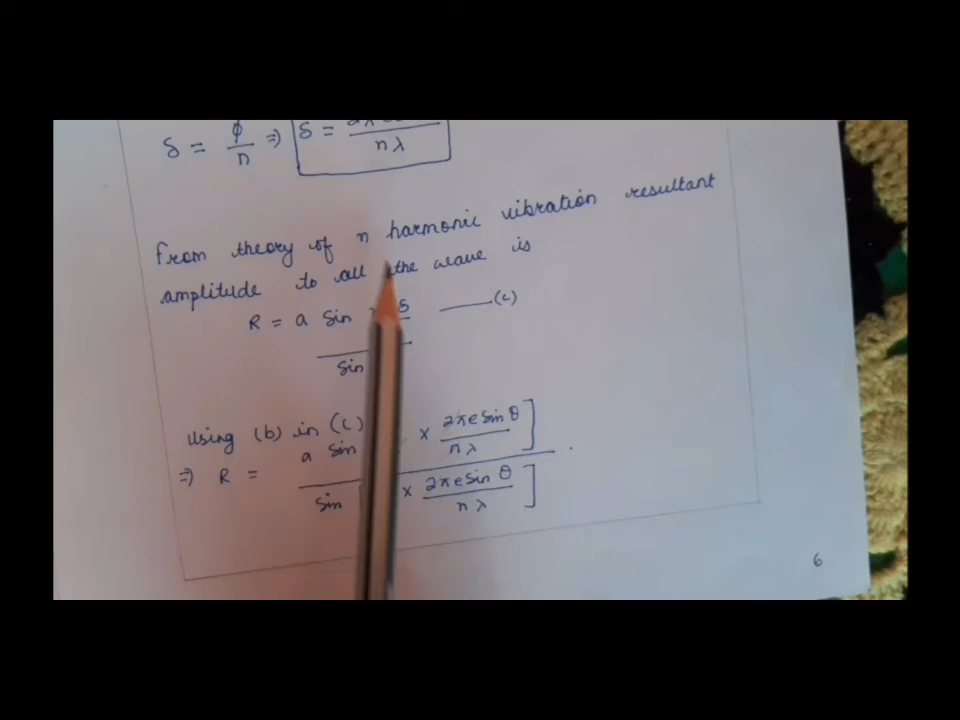 δ = φ/n ⇒ δ = /nλ
From theory of n harmonic vibration resultant
amplitude to all the wave is
R = a sin δ / sin ——(c)
Using (b) in (c)
⇒ R = a sin × 2πe sin θ/nλ ] / sin × 2πe sin θ/nλ ] .
6